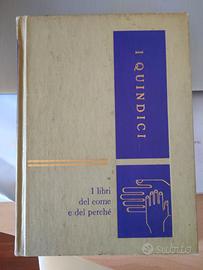 I QUINDICI
I libri
del come
e del perché
subito